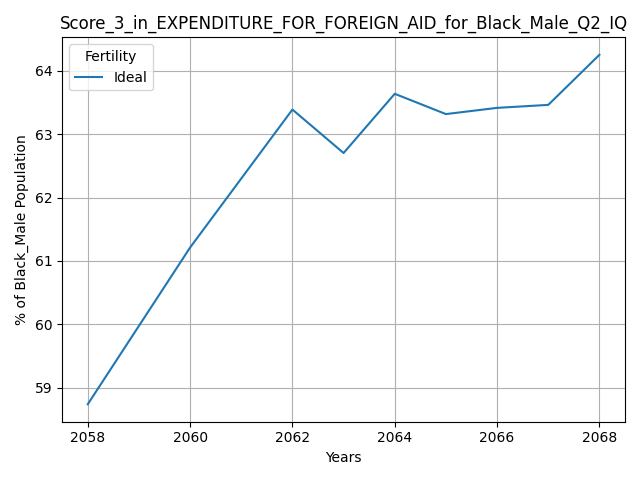 Score_3_in_EXPENDITURE_FOR_FOREIGN_AID_for_Black_Male_Q2_IQ
Fertility
Ideal
% of Black_Male Population
64
63
62
61
60
59
2058 2060 2062 2064 2066 2068
Years